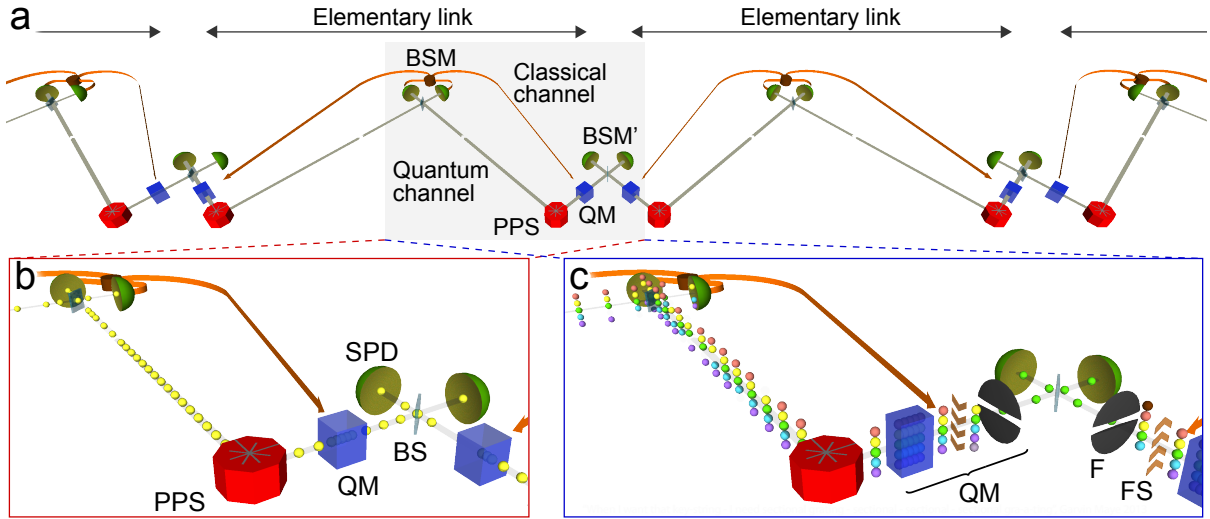 a
Elementary link
Elementary link
BSM
Classical
channel
BSM'
Quantum
channel
PPS
QM
b
SPD
BS
QM
PPS
c
F
FS
QM